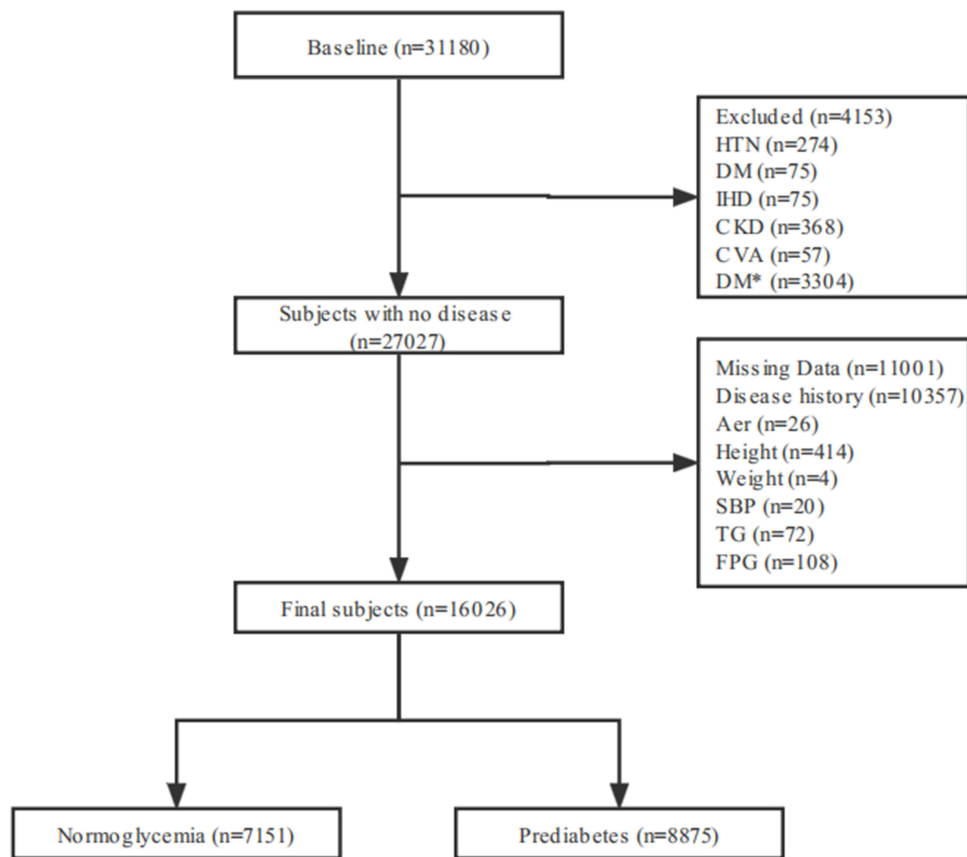 Baseline (n=31180)
Excluded (n=4153)
HTN (n=274)
DM (n=75)
IHD (n=75)
CKD (n=368)
CVA (n=57)
DM* (n=3304)
Subjects with no disease
(n=27027)
Missing Data (n=11001)
Disease history (n=10357)
Aer (n=26)
Height (n=414)
Weight (n=4)
SBP (n=20)
TG (n=72)
FPG (n=108)
Final subjects (n=16026)
Normoglycemia (n=7151)
Prediabetes (n=8875)